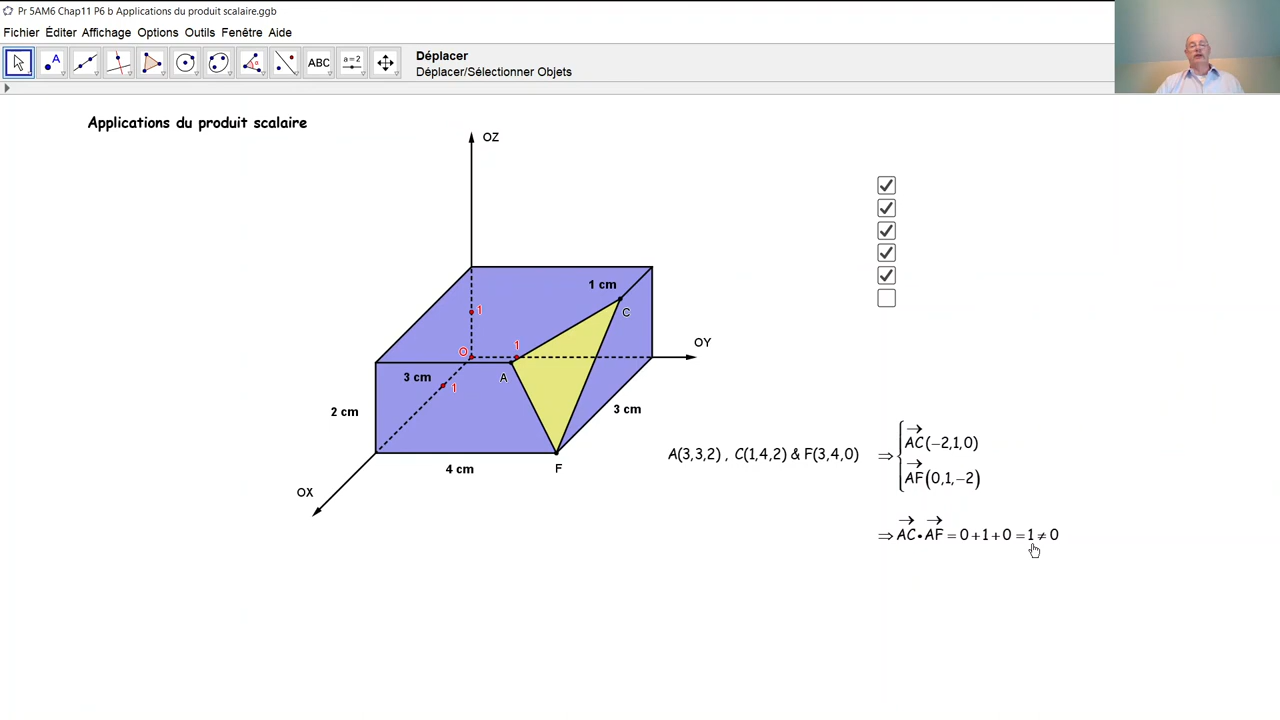 Pr 5AM6 Chap11 P6 b Applications du produit scalaire.ggb
Fichier Éditer Affichage Options Outils Fenêtre Aide
A
α
ABC
a=2
Déplacer
Déplacer/Sélectionner Objets
Applications du produit scalaire
OZ
1 cm
C
1
OY
1
O
3 cm
A
1
2 cm
3 cm
4 cm
F
OX
A(3,3,2) , C(1,4,2) & F(3,4,0) ⇒ { AC→(−2,1,0)
AF→(0,1,−2)
⇒ AC→ • AF→ = 0 + 1 + 0 = 1 ≠ 0